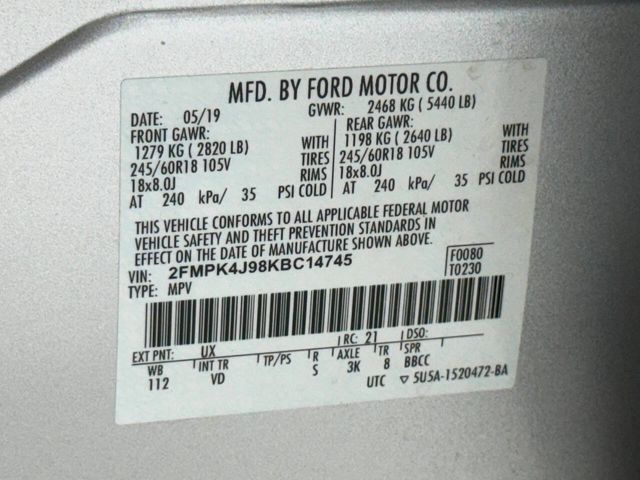 MFD. BY FORD MOTOR CO.
DATE: 05/19 GVWR: 2468 KG ( 5440 LB)
FRONT GAWR: REAR GAWR:
1279 KG ( 2820 LB) WITH 1198 KG ( 2640 LB) WITH
245/60R18 105V TIRES 245/60R18 105V TIRES
18x8.0J RIMS 18x8.0J RIMS
AT 240 kPa/ 35 PSI COLD AT 240 kPa/ 35 PSI COLD
THIS VEHICLE CONFORMS TO ALL APPLICABLE FEDERAL MOTOR
VEHICLE SAFETY AND THEFT PREVENTION STANDARDS IN
EFFECT ON THE DATE OF MANUFACTURE SHOWN ABOVE.
VIN: 2FMPK4J98KBC14745 F0080
TYPE: MPV T0230
EXT PNT: UX RC: 21 DSO:
WB INT TR TP/PS R AXLE TR SPR
112 VD S 3K 8 BBCC
UTC ▽ 5U5A-1520472-BA